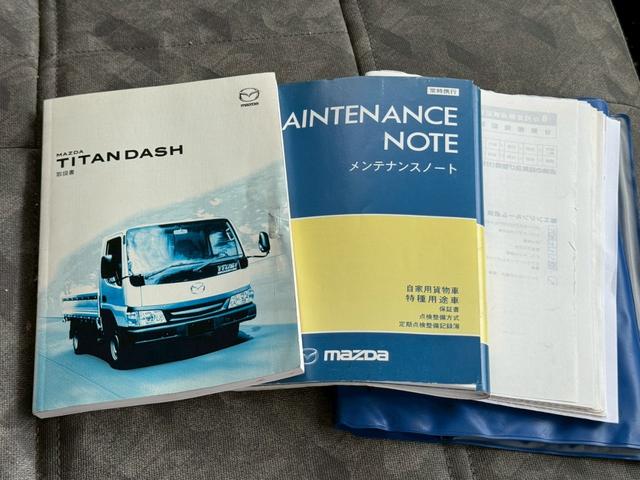 mazda
MAZDA
TITAN DASH
取扱書
TITAN
常時携行
AINTENANCE
NOTE
メンテナンスノート
自家用貨物車
特種用途車
保証書
点検整備方式
定期点検整備記録簿
mazda